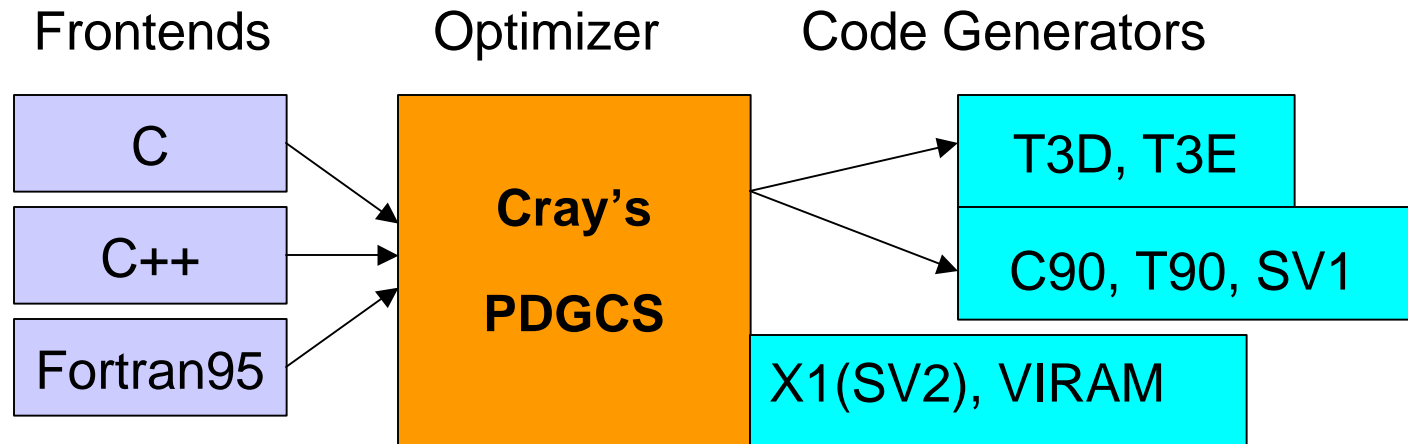 Frontends
Optimizer
Code Generators
C
C++
Fortran95
Cray’s
PDGCS
T3D, T3E
C90, T90, SV1
X1(SV2), VIRAM